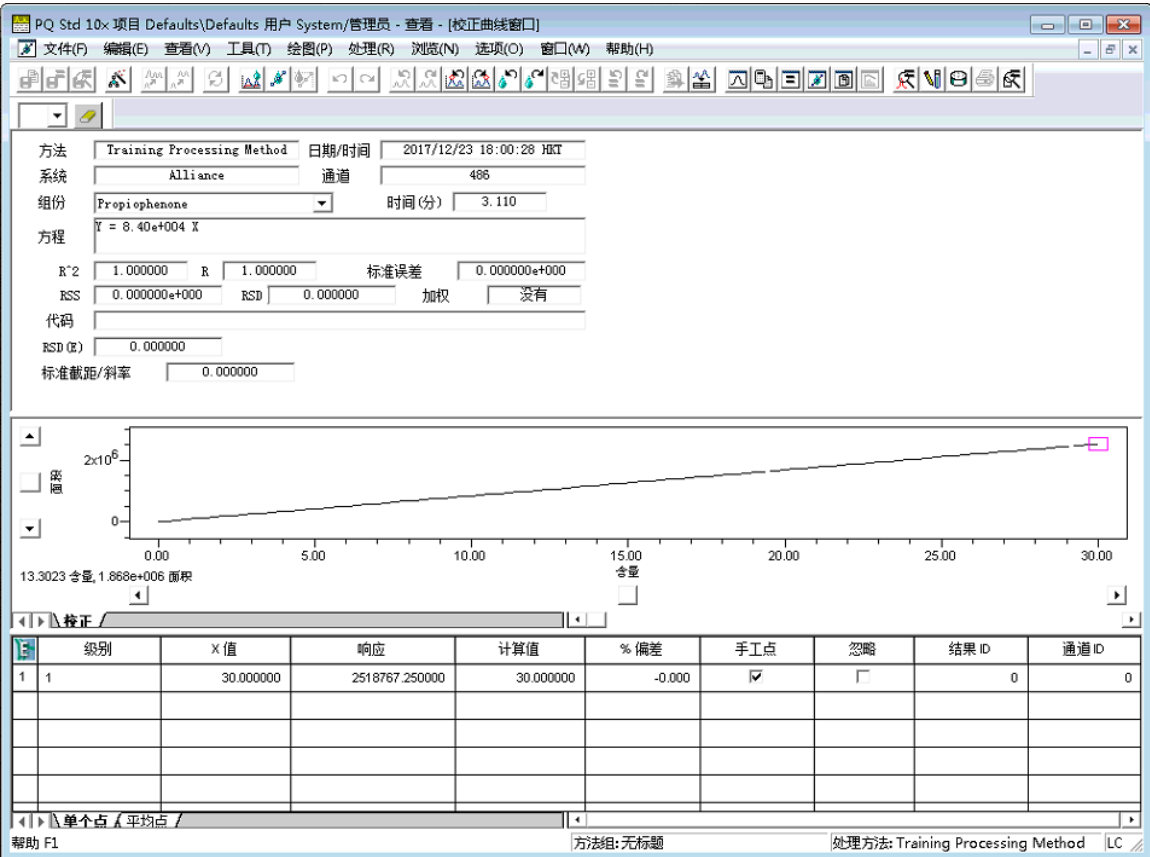 PQ Std 10x 项目 Defaults\Defaults 用户 System/管理员 - 查看 - [校正曲线窗口]
文件(F) 编辑(E) 查看(V) 工具(T) 绘图(P) 处理(R) 浏览(N) 选项(O) 窗口(W) 帮助(H)
方法 Training Processing Method 日期/时间 2017/12/23 18:00:28 HKT
系统 Alliance 通道 486
组份 Propiophenone 时间(分) 3.110
方程 Y = 8.40e+004 X
R^2 1.000000 R 1.000000 标准误差 0.000000e+000
RSS 0.000000e+000 RSD 0.000000 加权 没有
代码
RSD(E) 0.000000
标准截距/斜率 0.000000
2x10^6
面积
0
0.00 5.00 10.00 15.00 20.00 25.00 30.00
含量
13.3023 含量, 1.868e+006 面积
校正
级别 X 值 响应 计算值 % 偏差 手工点 忽略 结果 ID 通道 ID
1 1 30.000000 2518767.250000 30.000000 -0.000 0 0
单个点 平均点
帮助 F1 方法组: 无标题 处理方法: Training Processing Method LC